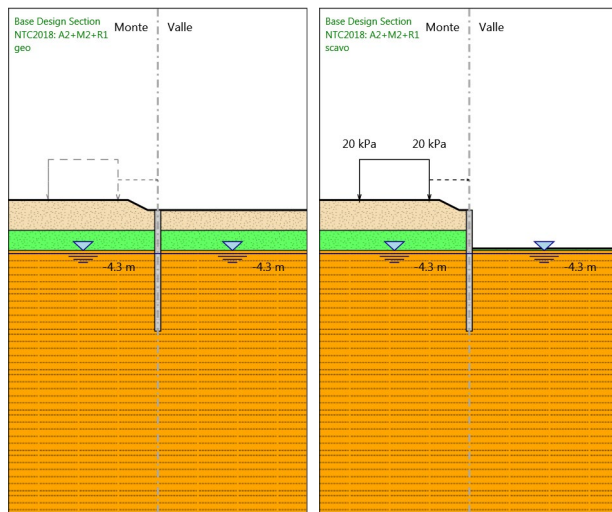 Base Design Section
NTC2018: A2+M2+R1
geo
Monte
Valle
-4.3 m
-4.3 m
Base Design Section
NTC2018: A2+M2+R1
scavo
Monte
Valle
20 kPa
20 kPa
-4.3 m
-4.3 m